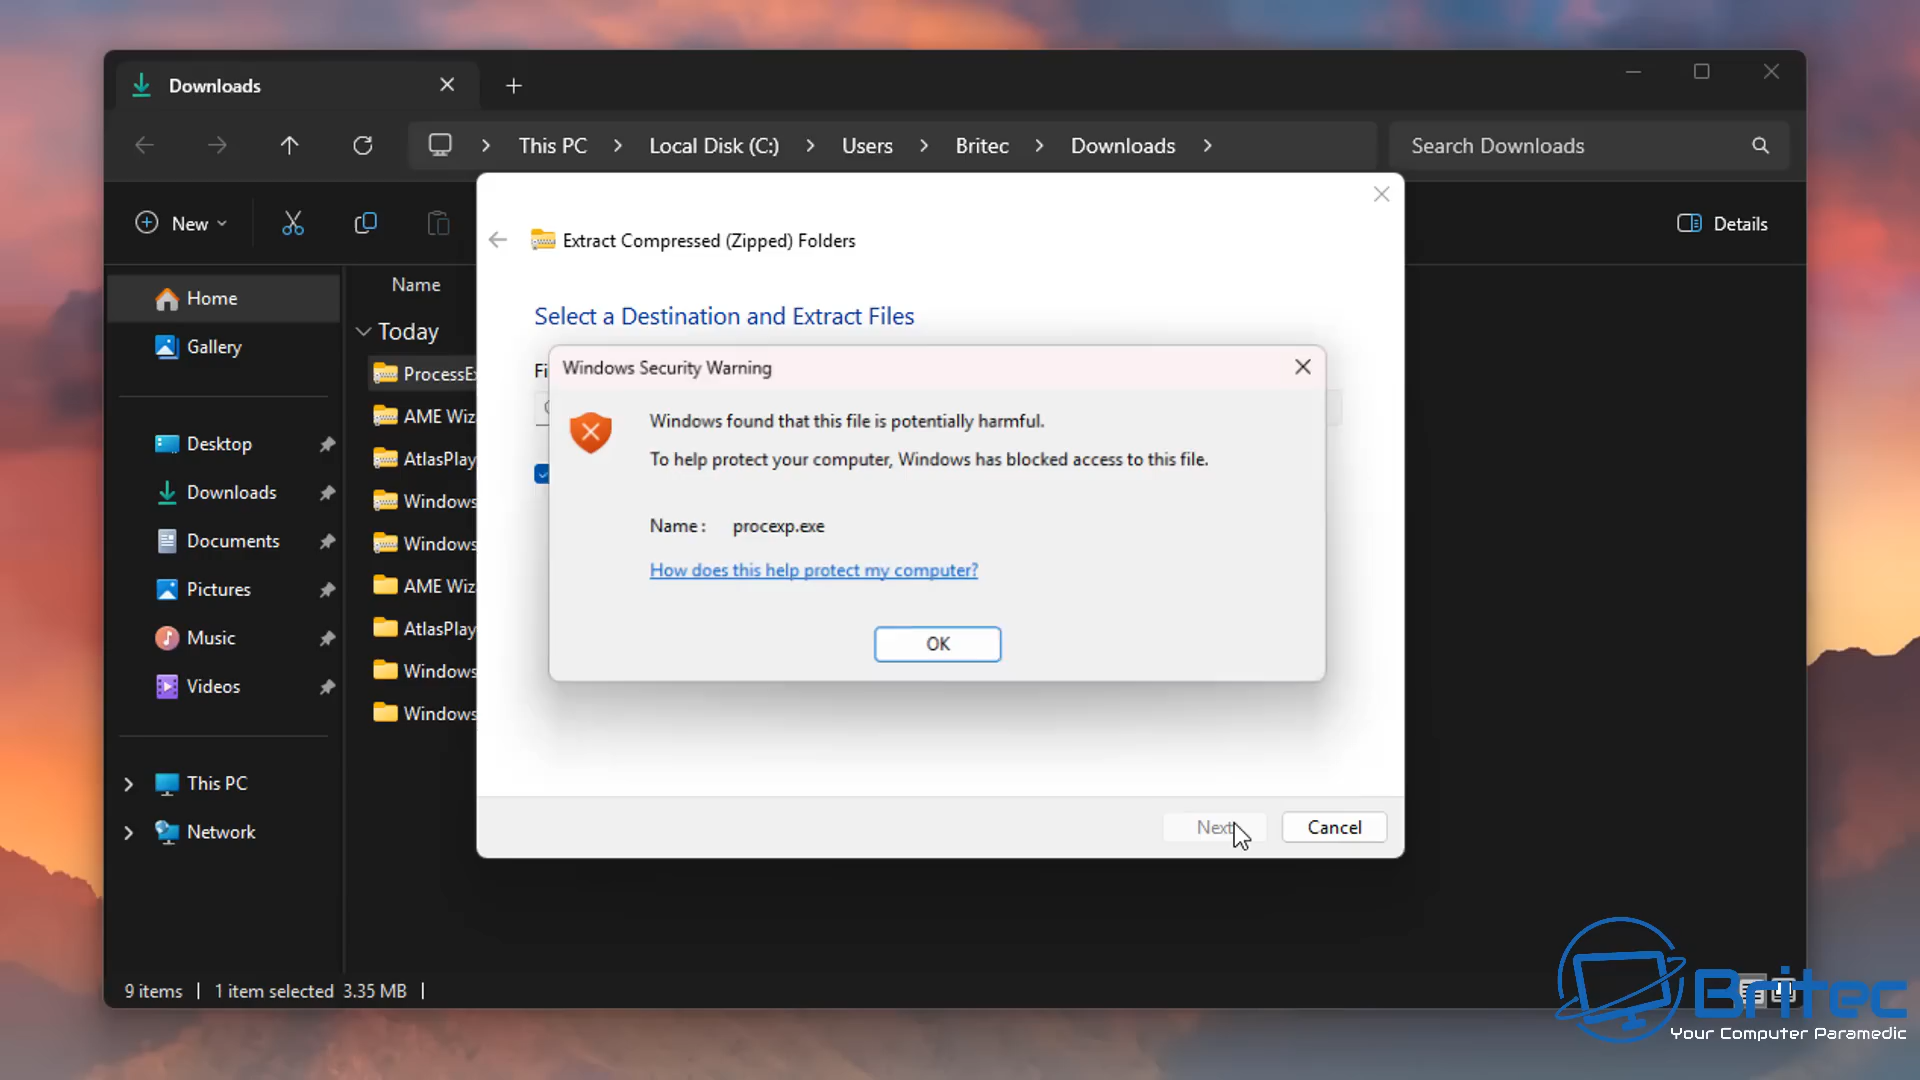 Downloads
This PC
Local Disk (C:)
Users
Britec
Downloads
Search Downloads
New
Details
Extract Compressed (Zipped) Folders
Name
Home
Select a Destination and Extract Files
Today
Gallery
Windows Security Warning
Fi
ProcessEx
AME Wiz
Windows found that this file is potentially harmful.
Desktop
AtlasPlay
To help protect your computer, Windows has blocked access to this file.
Downloads
Windows
Name: procexp.exe
Documents
Windows
How does this help protect my computer?
Pictures
AME Wiz
Music
AtlasPlay
OK
Videos
Windows
Windows
This PC
Network
Next
Cancel
9 items | 1 item selected 3.35 MB |
Britec
Your Computer Paramedic